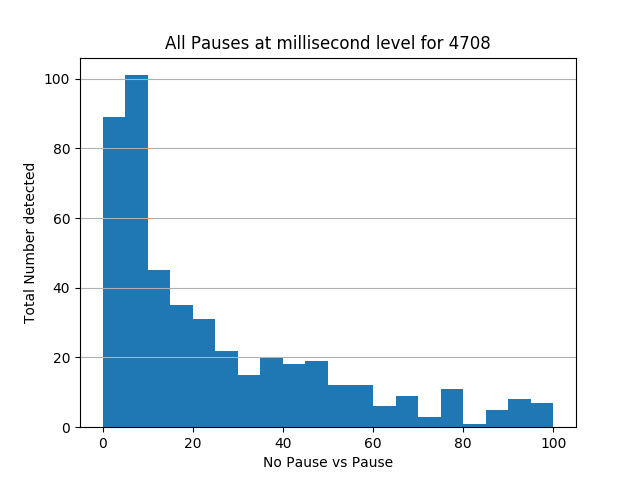 All Pauses at millisecond level for 4708
Total Number detected
100
80
60
40
20
0
0 20 40 60 80 100
No Pause vs Pause